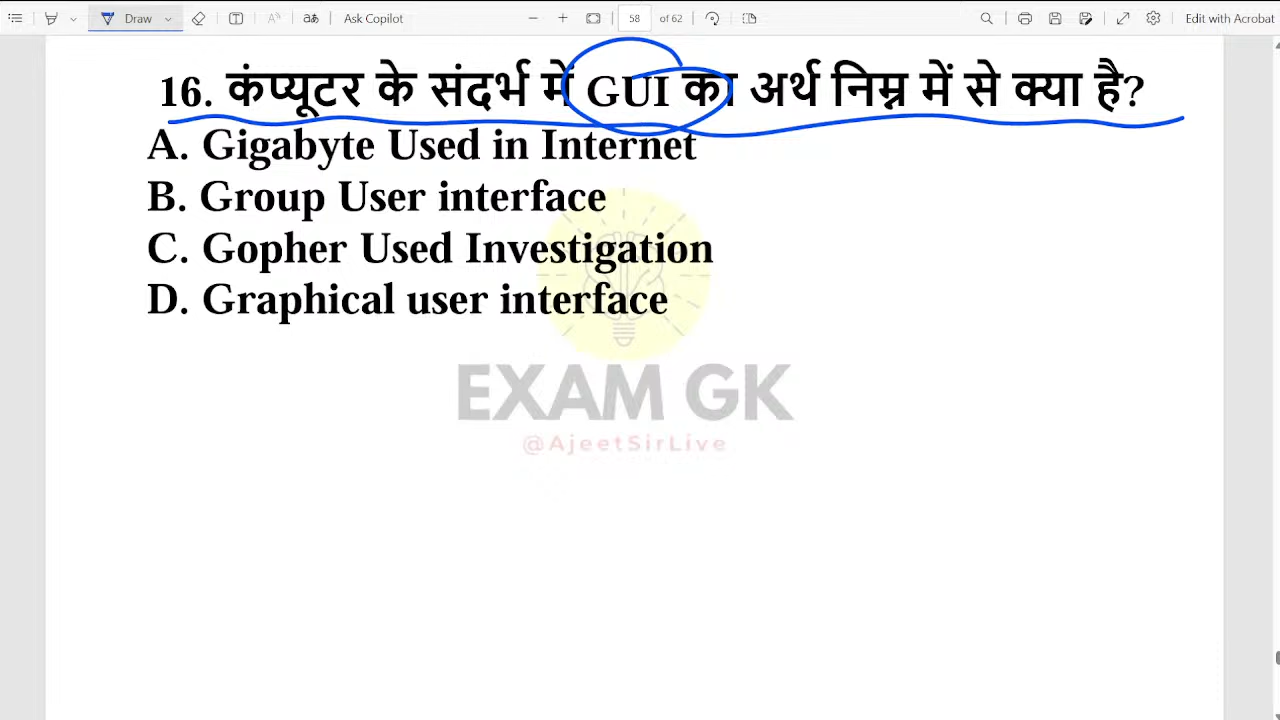 Draw
Ask Copilot
58 of 62
Edit with Acrobat
16. कंप्यूटर के संदर्भ में GUI का अर्थ निम्न में से क्या है?
A. Gigabyte Used in Internet
B. Group User interface
C. Gopher Used Investigation
D. Graphical user interface
EXAM GK
@AjeetSirLive